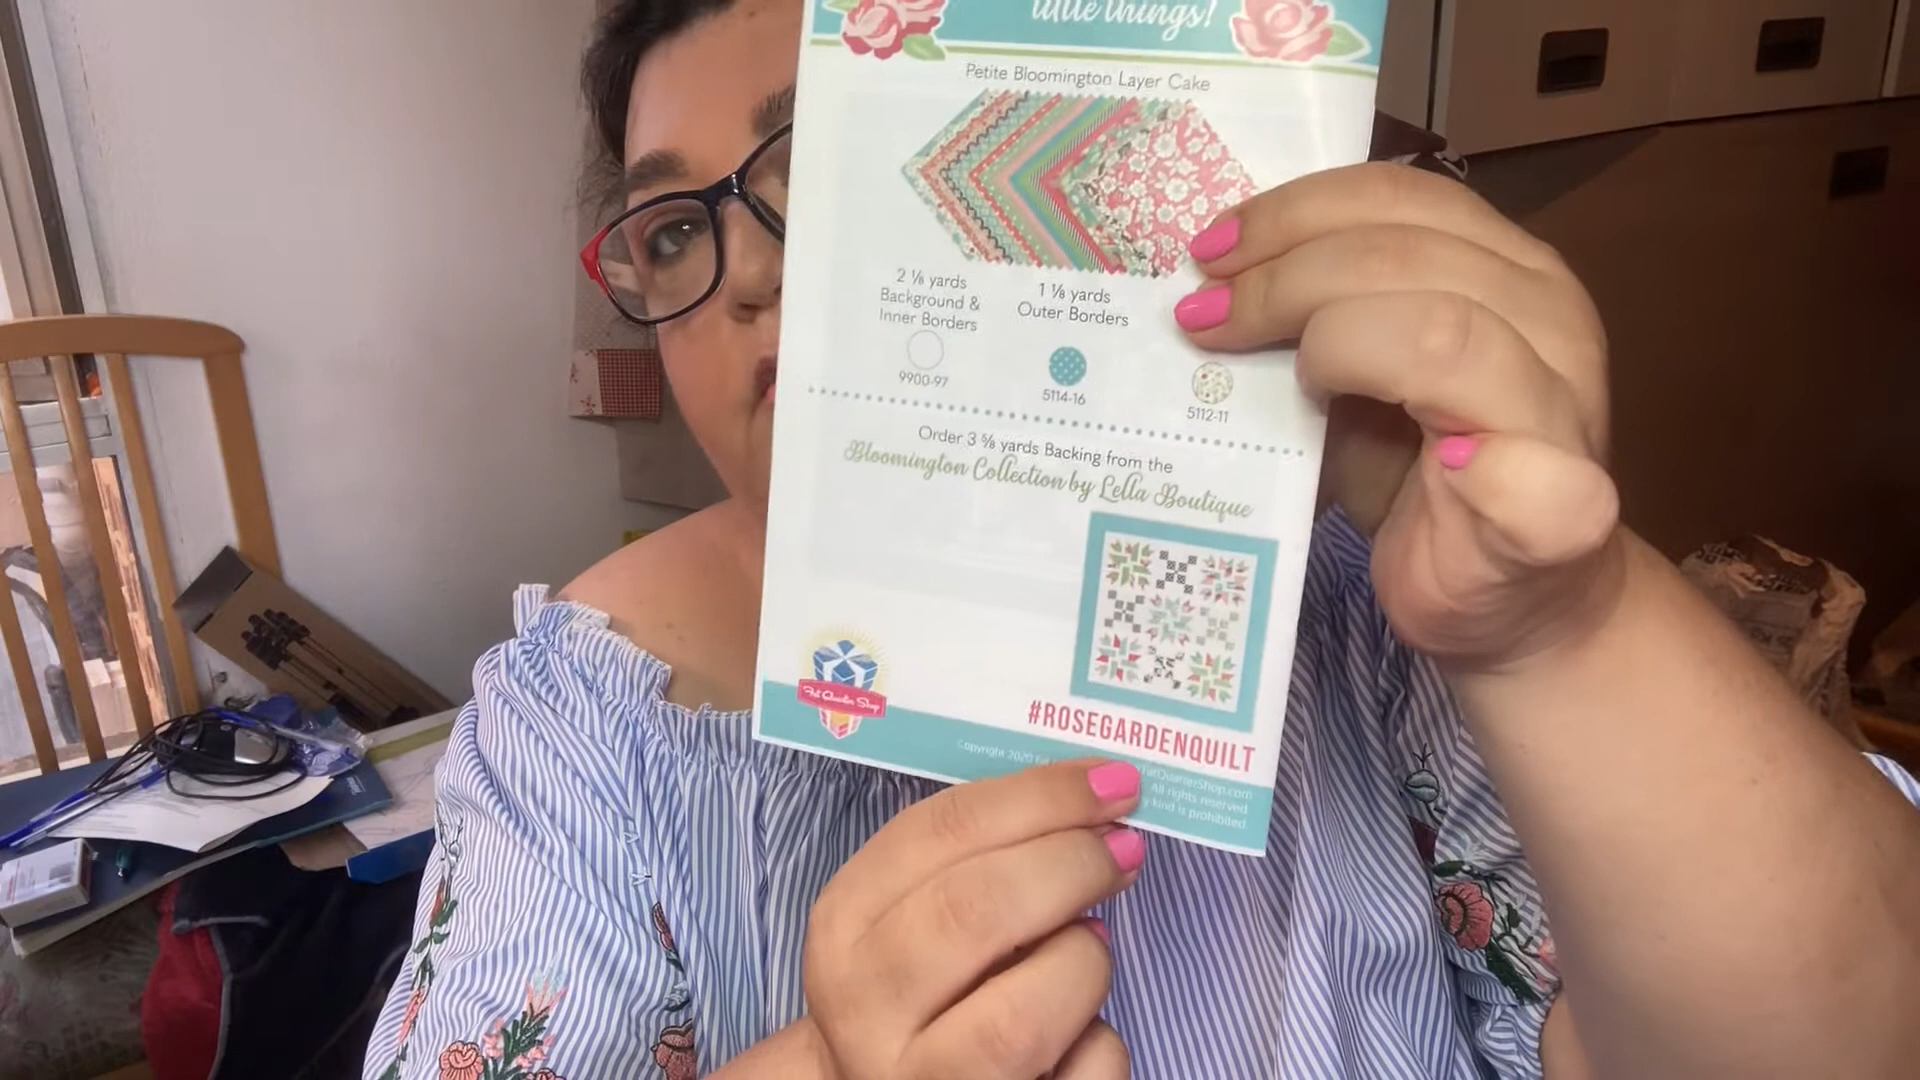 little things!
Petite Bloomington Layer Cake
2 ⅛ yards
Background &
Inner Borders
1 ⅛ yards
Outer Borders
9900-97
5114-16
5112-11
Order 3 ⅝ yards Backing from the
Bloomington Collection by Lella Boutique
Fat Quarter Shop
#ROSEGARDENQUILT
Copyright 2020
FatQuarterShop.com
All rights reserved
kind is prohibited